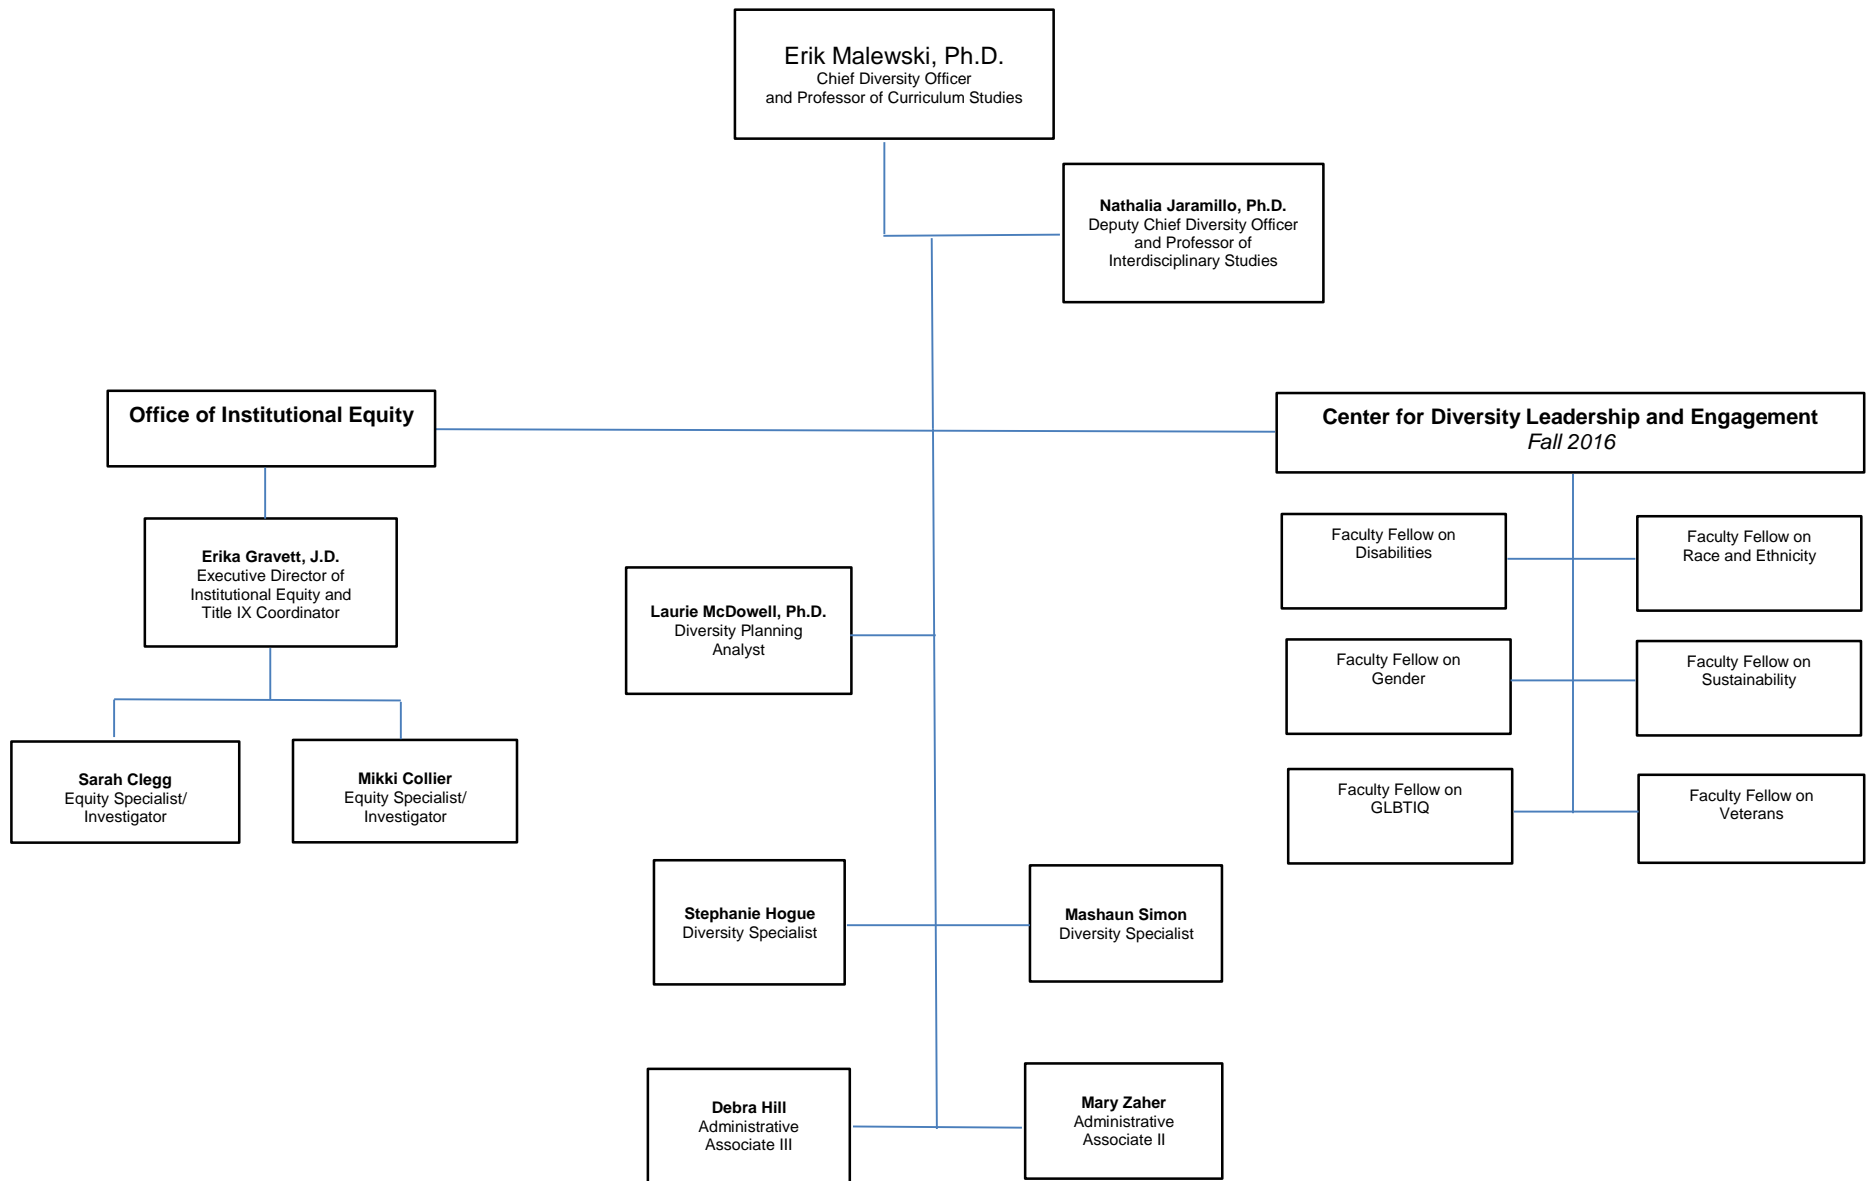 Erik Malewski, Ph.D.
Chief Diversity Officer
and Professor of Curriculum Studies
Nathalia Jaramillo, Ph.D.
Deputy Chief Diversity Officer
and Professor of
Interdisciplinary Studies
Office of Institutional Equity
Center for Diversity Leadership and Engagement
Fall 2016
Erika Gravett, J.D.
Executive Director of
Institutional Equity and
Title IX Coordinator
Sarah Clegg
Equity Specialist/
Investigator
Mikki Collier
Equity Specialist/
Investigator
Laurie McDowell, Ph.D.
Diversity Planning
Analyst
Stephanie Hogue
Diversity Specialist
Mashaun Simon
Diversity Specialist
Debra Hill
Administrative
Associate III
Mary Zaher
Administrative
Associate II
Faculty Fellow on
Disabilities
Faculty Fellow on
Race and Ethnicity
Faculty Fellow on
Gender
Faculty Fellow on
Sustainability
Faculty Fellow on
GLBTIQ
Faculty Fellow on
Veterans